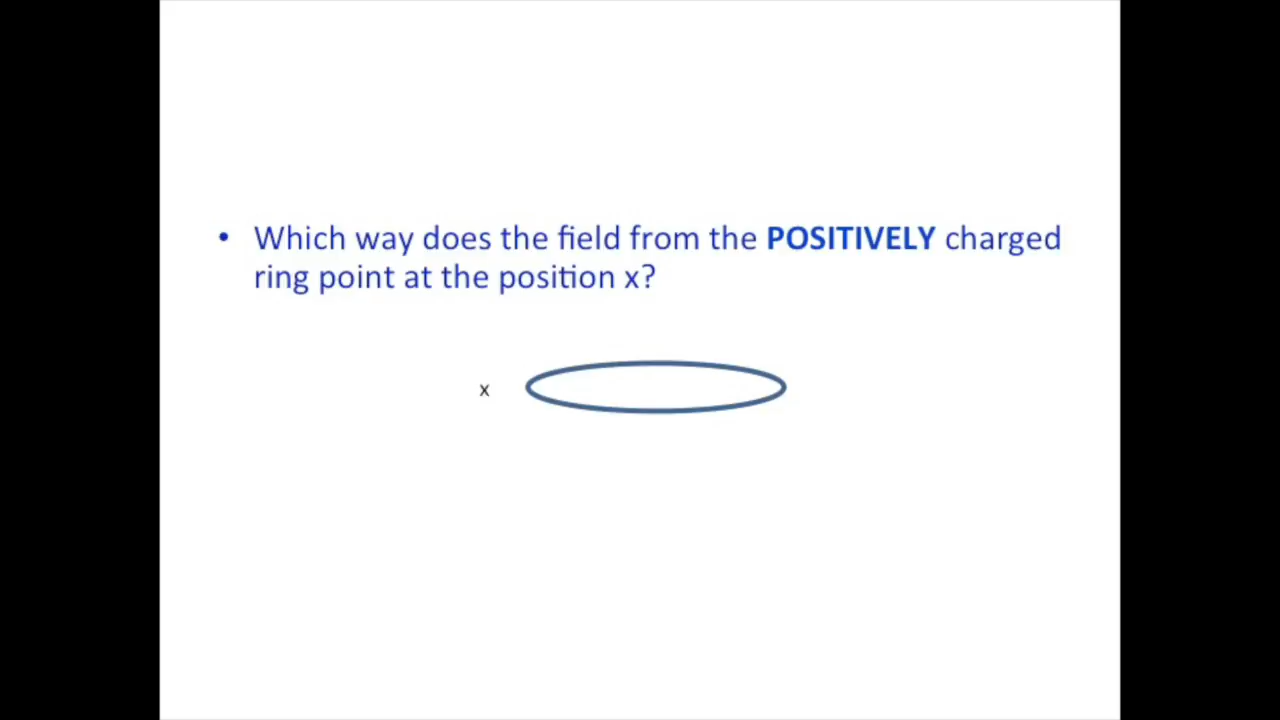 • Which way does the field from the POSITIVELY charged
ring point at the position x?
x